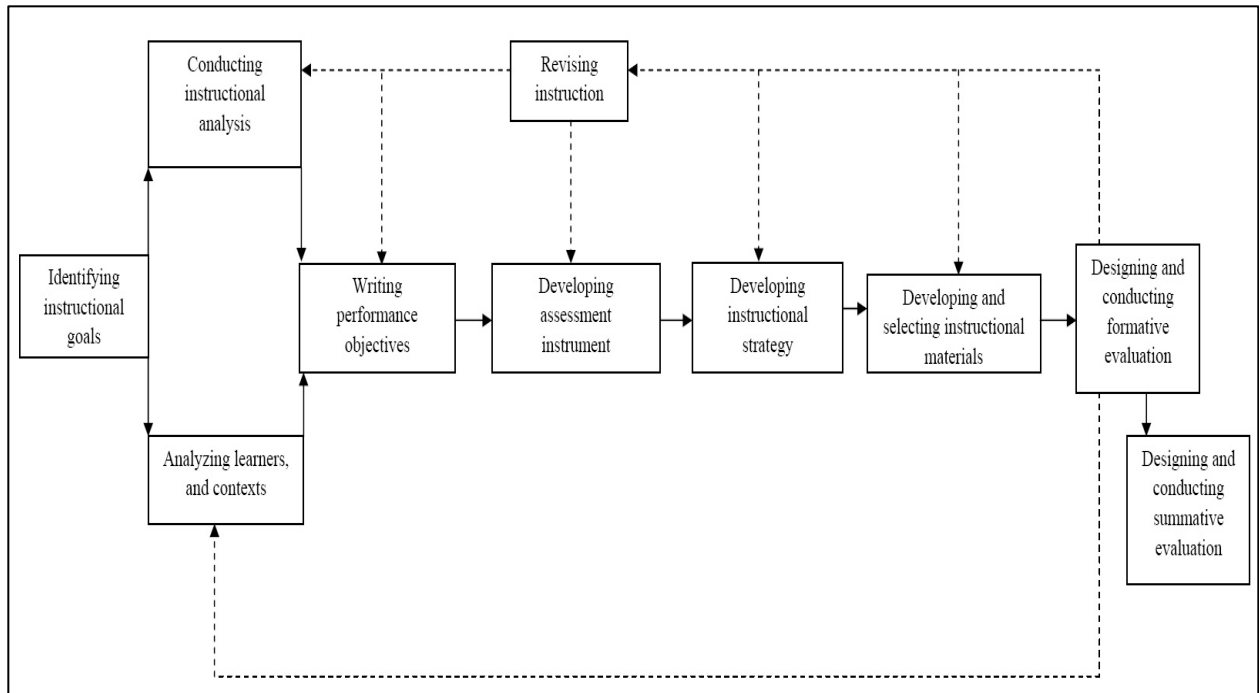 Conducting
instructional
analysis
Revising
instruction
Identifying
instructional
goals
Writing
performance
objectives
Developing
assessment
instrument
Developing
instructional
strategy
Developing and
selecting instructional
materials
Designing and
conducting
formative
evaluation
Analyzing learners,
and contexts
Designing and
conducting
summative
evaluation